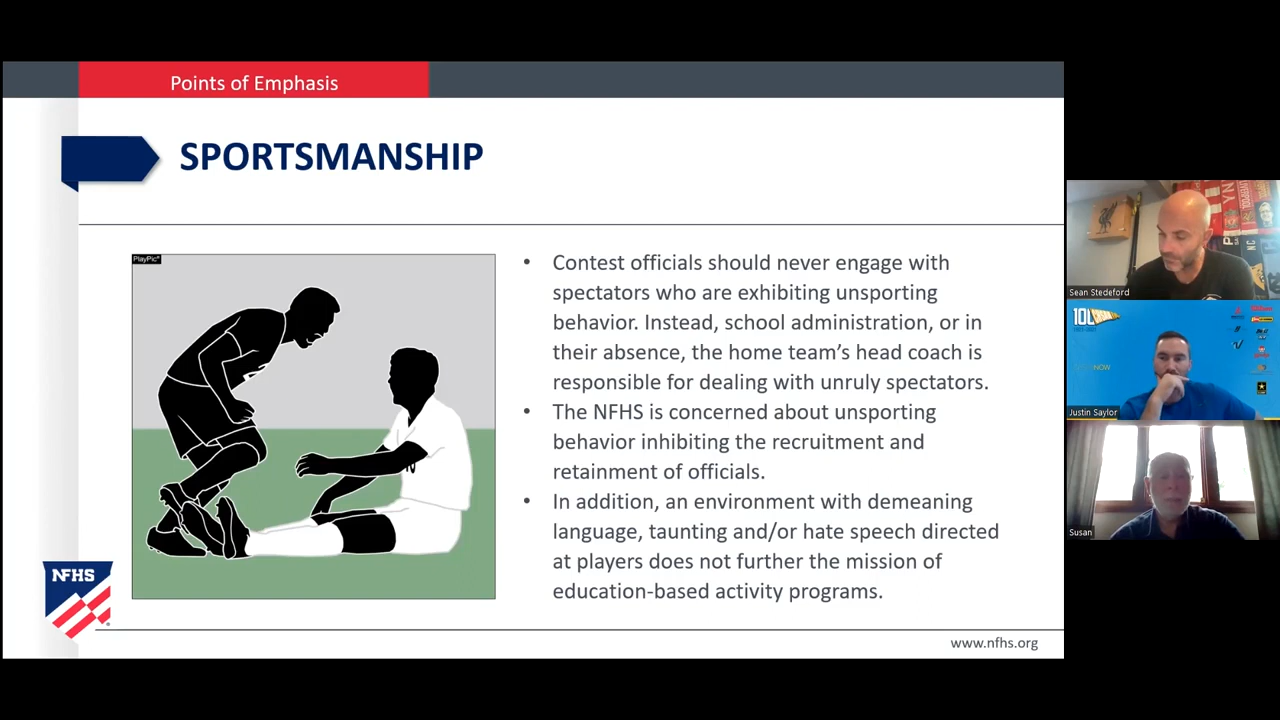 Points of Emphasis
SPORTSMANSHIP
PlayPic
• Contest officials should never engage with
spectators who are exhibiting unsporting
behavior. Instead, school administration, or in
their absence, the home team's head coach is
responsible for dealing with unruly spectators.
• The NFHS is concerned about unsporting
behavior inhibiting the recruitment and
retainment of officials.
• In addition, an environment with demeaning
language, taunting and/or hate speech directed
at players does not further the mission of
education-based activity programs.
NFHS
www.nfhs.org
Sean Stedeford
NOW
Justin Saylor
Susan